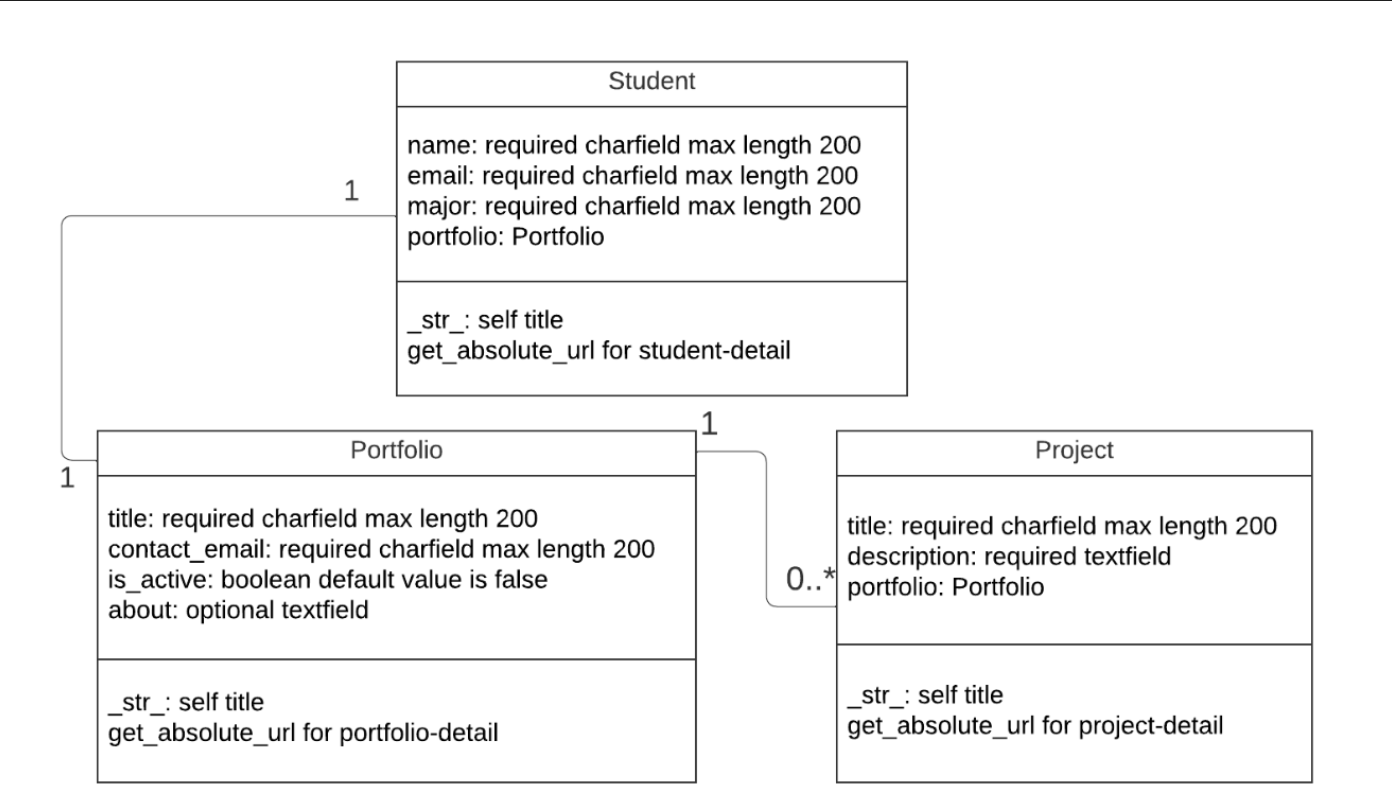 Student
name: required charfield max length 200
email: required charfield max length 200
major: required charfield max length 200
portfolio: Portfolio
_str_: self title
get_absolute_url for student-detail
1
1
Portfolio
title: required charfield max length 200
contact_email: required charfield max length 200
is_active: boolean default value is false
about: optional textfield
_str_: self title
get_absolute_url for portfolio-detail
1
0..*
Project
title: required charfield max length 200
description: required textfield
portfolio: Portfolio
_str_: self title
get_absolute_url for project-detail